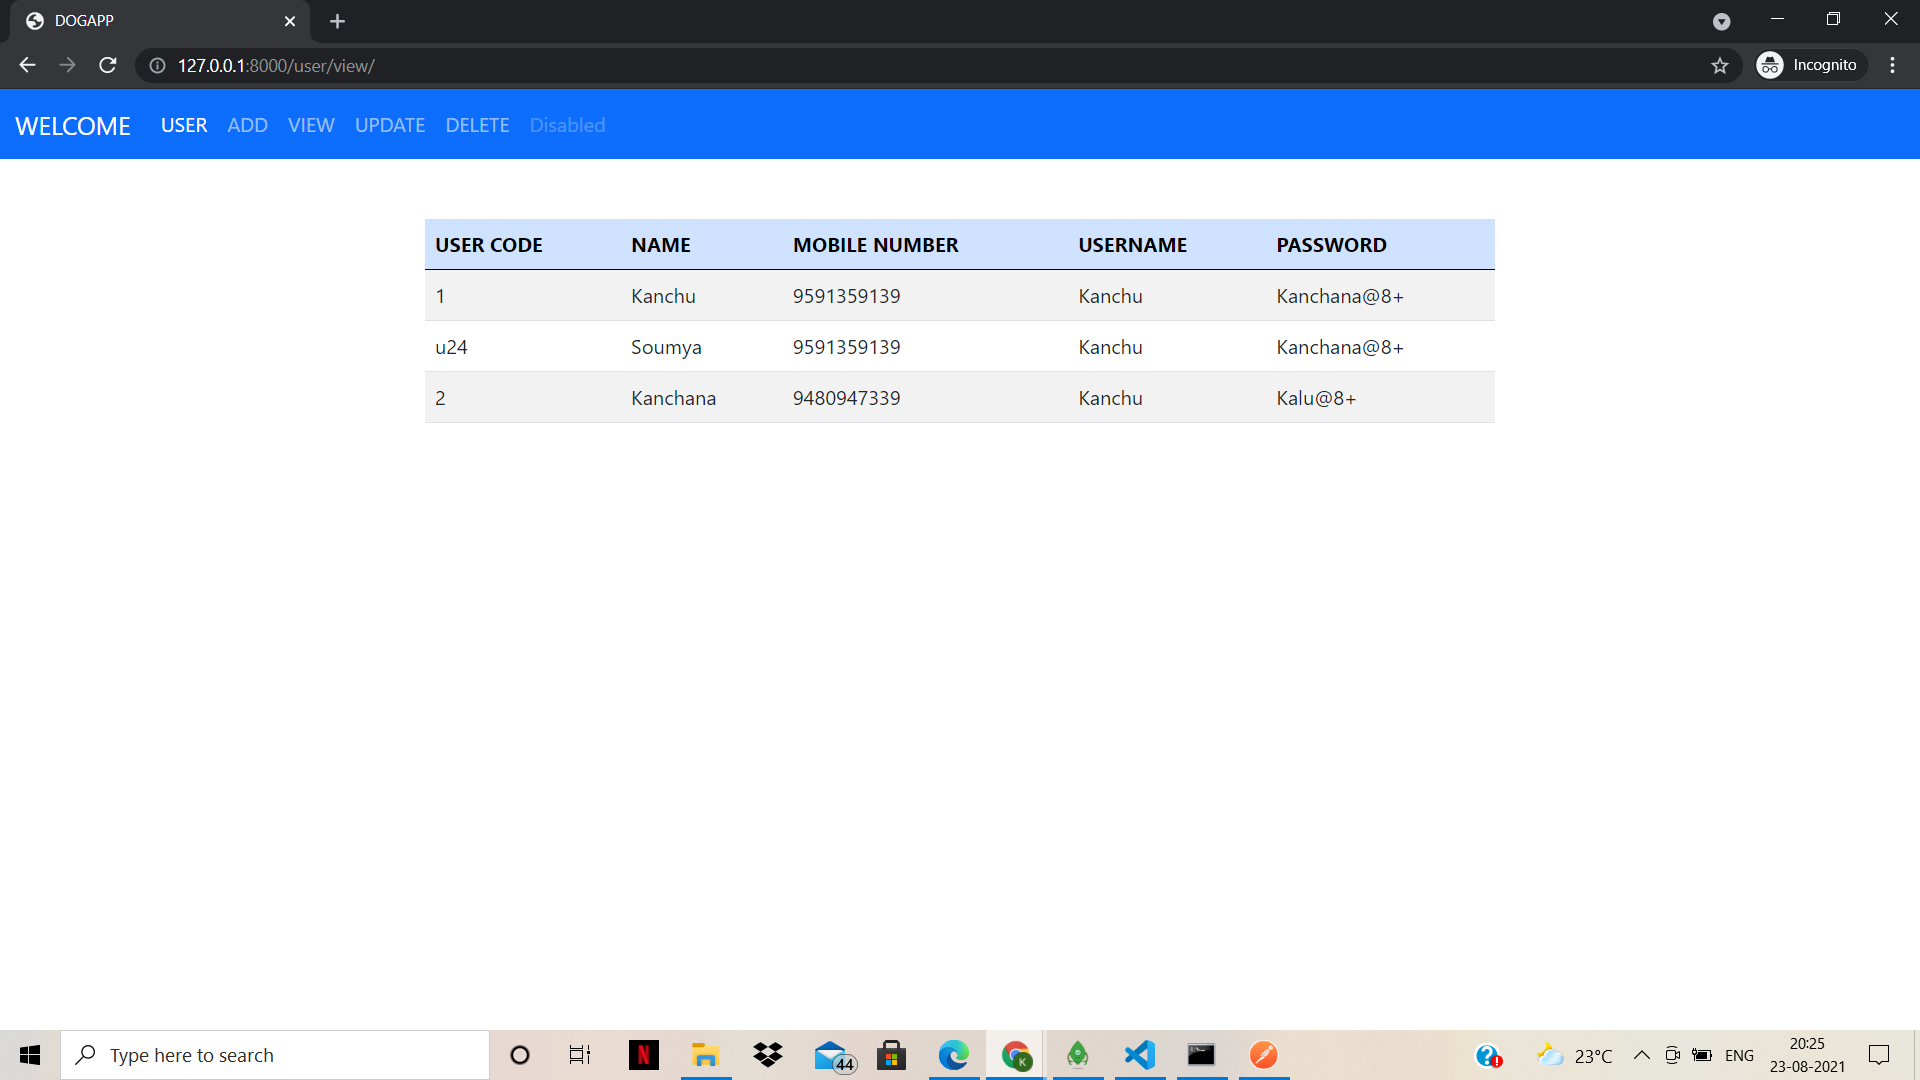 DOGAPP
127.0.0.1:8000/user/view/
Incognito
WELCOME USER ADD VIEW UPDATE DELETE Disabled
USER CODE NAME MOBILE NUMBER USERNAME PASSWORD
1 Kanchu 9591359139 Kanchu Kanchana@8+
u24 Soumya 9591359139 Kanchu Kanchana@8+
2 Kanchana 9480947339 Kanchu Kalu@8+
Type here to search
N
44
K
23°C
ENG
20:25
23-08-2021